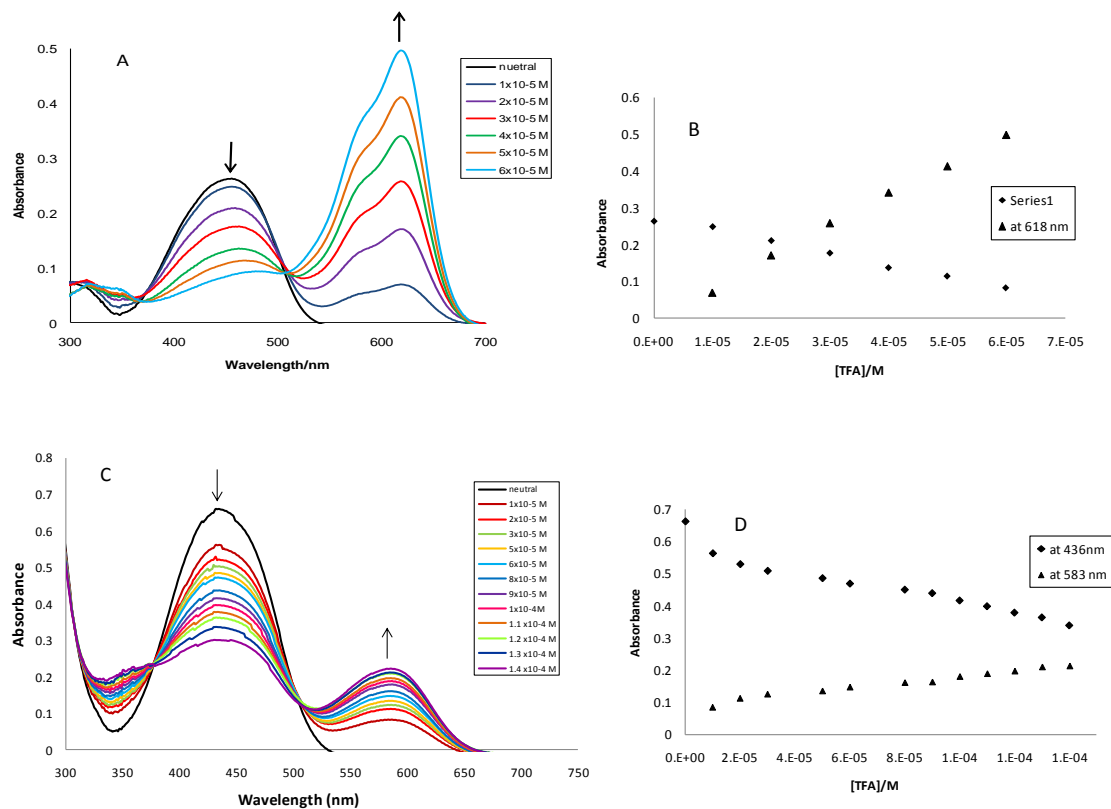 A
0.5
0.4
0.3
0.2
0.1
0
300
400
500
600
700
Absorbance
Wavelength/nm
nuetral
1x10-5 M
2x10-5 M
3x10-5 M
4x10-5 M
5x10-5 M
6x10-5 M
B
0.6
0.5
0.4
0.3
0.2
0.1
0
0.E+00 1.E-05 2.E-05 3.E-05 4.E-05 5.E-05 6.E-05 7.E-05
Absorbance
[TFA]/M
Series1
at 618 nm
C
0.8
0.7
0.6
0.5
0.4
0.3
0.2
0.1
0
300 350 400 450 500 550 600 650 700 750
Absorbance
Wavelength (nm)
neutral
1x10-5 M
2x10-5 M
3x10-5 M
5x10-5 M
6x10-5 M
8x10-5 M
9x10-5 M
1x10-4M
1.1 x10-4 M
1.2 x10-4 M
1.3 x10-4 M
1.4 x10-4 M
D
0.7
0.6
0.5
0.4
0.3
0.2
0.1
0
0.E+00 2.E-05 4.E-05 6.E-05 8.E-05 1.E-04 1.E-04 1.E-04
Absorbance
[TFA]/M
at 436nm
at 583 nm